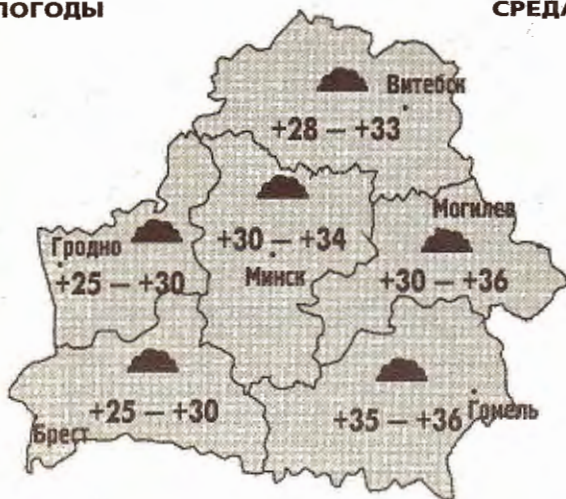 ПОГОДЫ
СРЕДА
Витебск
+28 — +33
Могилев
+30 — +34
Гродно
Минск
+25 — +30
+30 — +36
+25 — +30
+35 — +36
Гомель
Брест